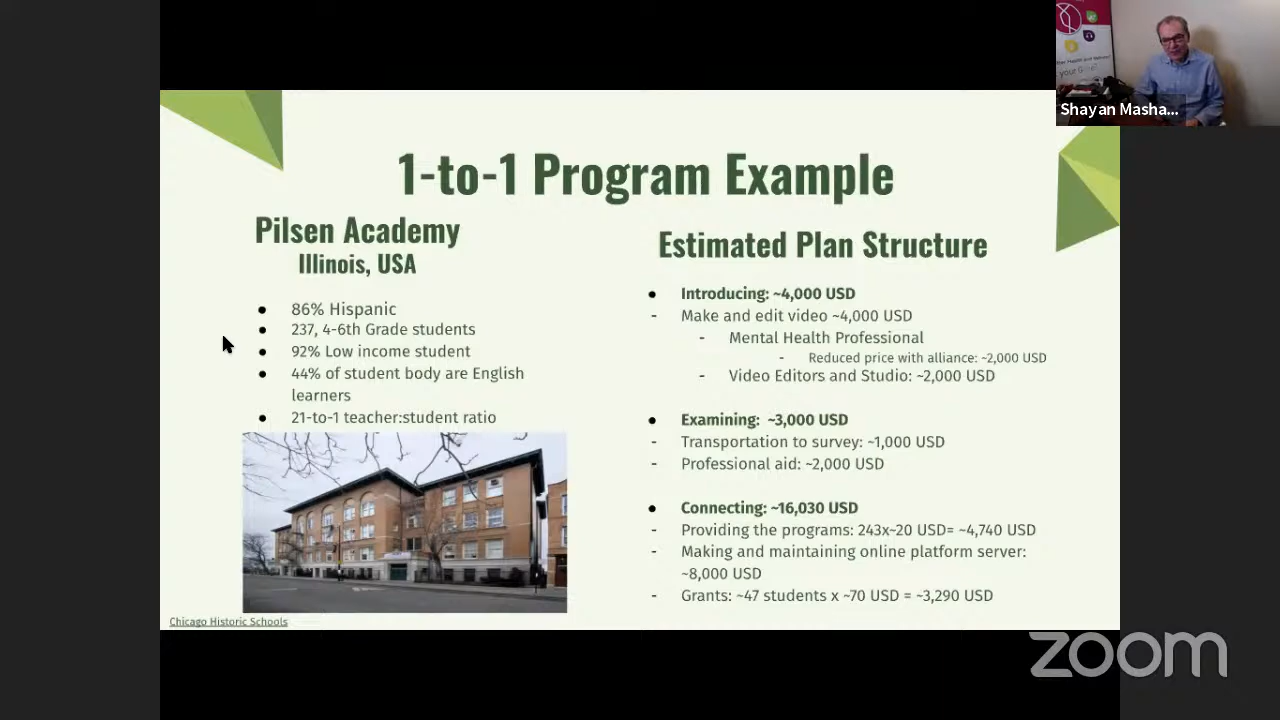 Shayan Masha...
1-to-1 Program Example
Pilsen Academy
Illinois, USA
● 86% Hispanic
● 237, 4-6th Grade students
● 92% Low income student
● 44% of student body are English
learners
● 21-to-1 teacher:student ratio
Chicago Historic Schools
Estimated Plan Structure
● Introducing: ~4,000 USD
- Make and edit video ~4,000 USD
- Mental Health Professional
- Reduced price with alliance: ~2,000 USD
- Video Editors and Studio: ~2,000 USD
● Examining: ~3,000 USD
- Transportation to survey: ~1,000 USD
- Professional aid: ~2,000 USD
● Connecting: ~16,030 USD
- Providing the programs: 243x~20 USD= ~4,740 USD
- Making and maintaining online platform server:
~8,000 USD
- Grants: ~47 students x ~70 USD = ~3,290 USD
zoom